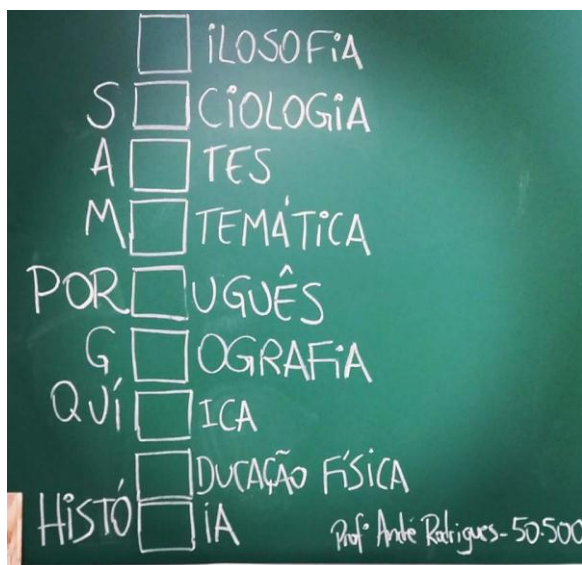 □ILOSOFIA
S□CIOLOGIA
A□TES
M□TEMÁTICA
POR□UGUÊS
G□OGRAFIA
QUÍ□ICA
□DUCAÇÃO FÍSICA
HISTÓ□IA
Profº André Rodrigues - 50.500